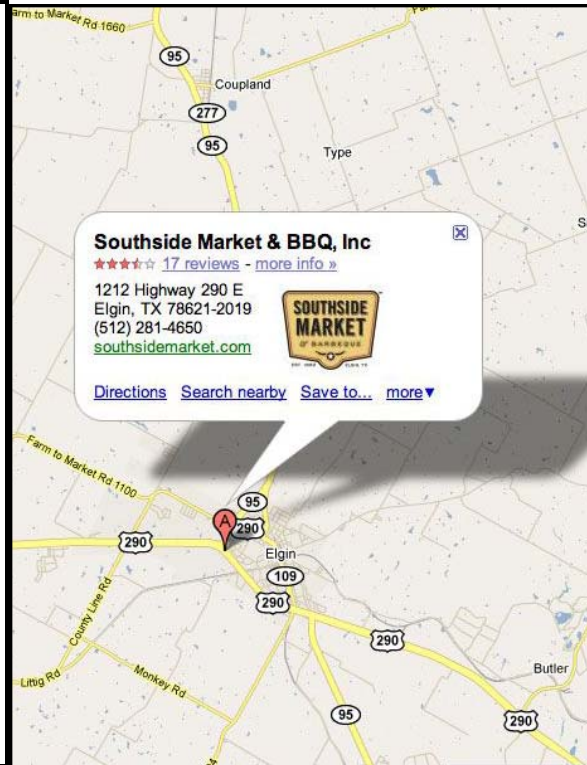 arm to Market Rd 1660
95
Coupland
277
95
Type
Southside Market & BBQ, Inc
17 reviews - more info »
1212 Highway 290 E
Elgin, TX 78621-2019
(512) 281-4650
southsidemarket.com
SOUTHSIDE
MARKET
O' BARBEQUE
Directions Search nearby Save to... more▼
Farm to Market Rd 1100
95
A
290
290
Elgin
109
290
County Line Rd
290
Littig Rd
Monkey Rd
Butler
95
290